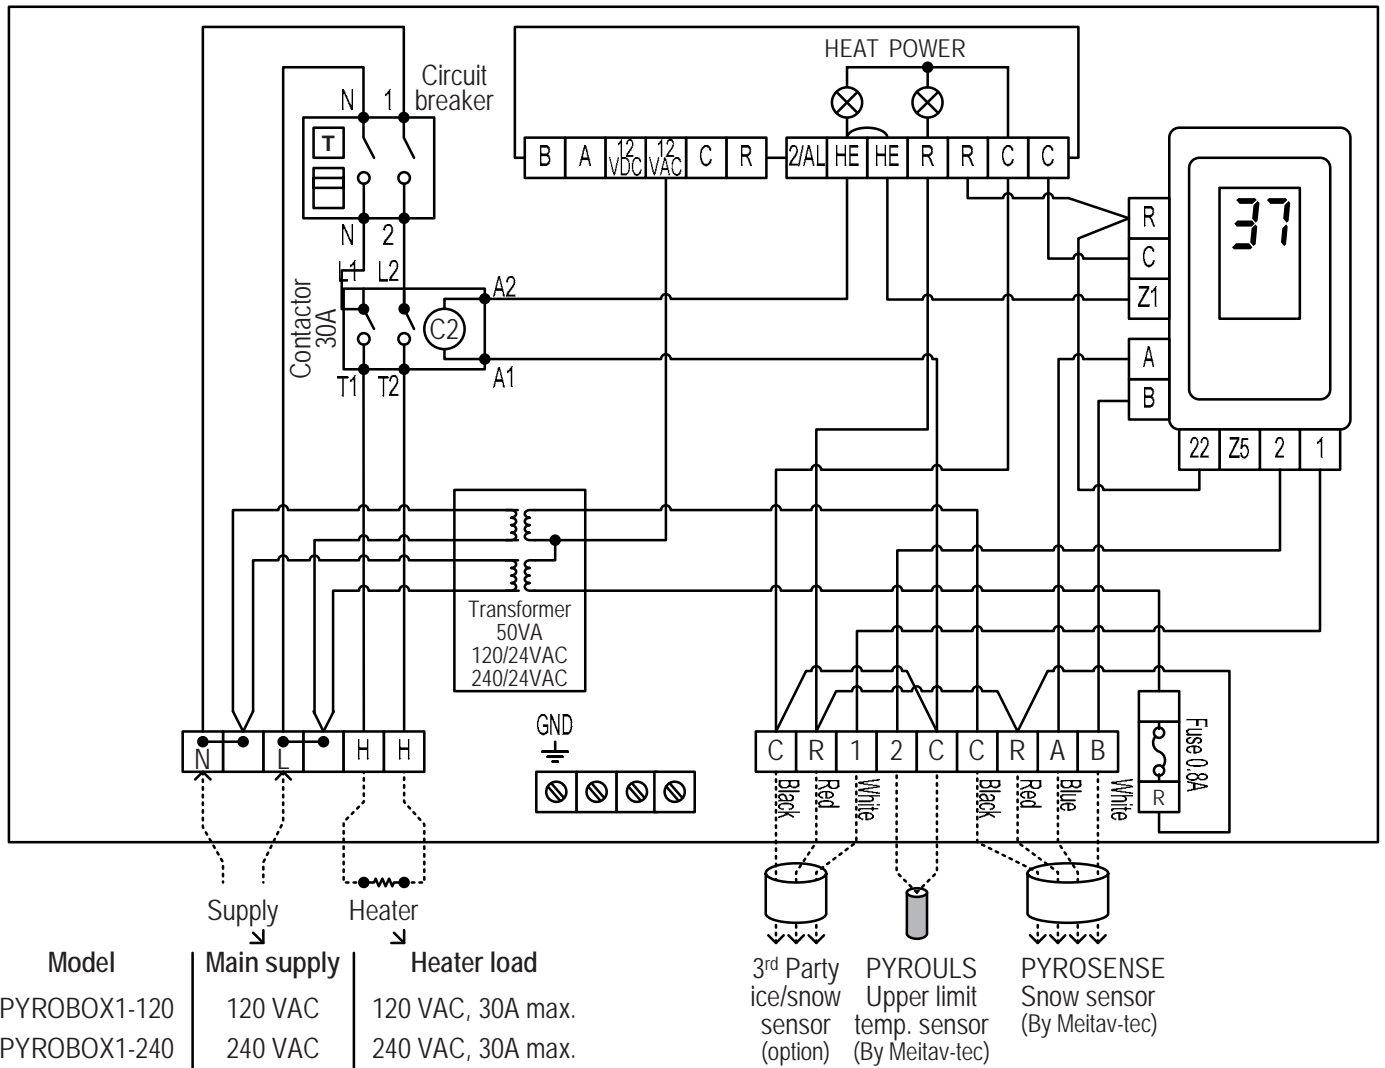 HEAT POWER
Circuit
breaker
N 1
T
B A 12 VDC 12 VAC C R
2/AL HE HE R R C C
37
R
C
Z1
A
B
22 Z5 2 1
N 2
L1 L2
A2
Contactor
30A
C2
A1
T1 T2
Transformer
50VA
120/24VAC
240/24VAC
GND
N L H H
C R 1 2 C C R A B
Black Red White Black Red Blue White
Fuse 0.8A
R
Supply Heater
Model Main supply Heater load
PYROBOX1-120 120 VAC 120 VAC, 30A max.
PYROBOX1-240 240 VAC 240 VAC, 30A max.
3rd Party
ice/snow
sensor
(option)
PYROULS
Upper limit
temp. sensor
(By Meitav-tec)
PYROSENSE
Snow sensor
(By Meitav-tec)